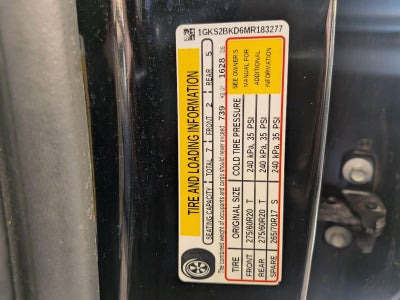 1GKS2BKD6MR183277
TIRE AND LOADING INFORMATION
SEATING CAPACITY TOTAL 7 FRONT 2 REAR 5
The combined weight of occupants and cargo should never exceed 739 kg or 1628 lbs
TIRE ORIGINAL SIZE COLD TIRE PRESSURE
FRONT 275/60R20 T 240 kPa, 35 PSI
REAR 275/60R20 T 240 kPa, 35 PSI
SPARE 265/70R17 S 240 kPa, 35 PSI
SEE OWNER'S
MANUAL FOR
ADDITIONAL
INFORMATION